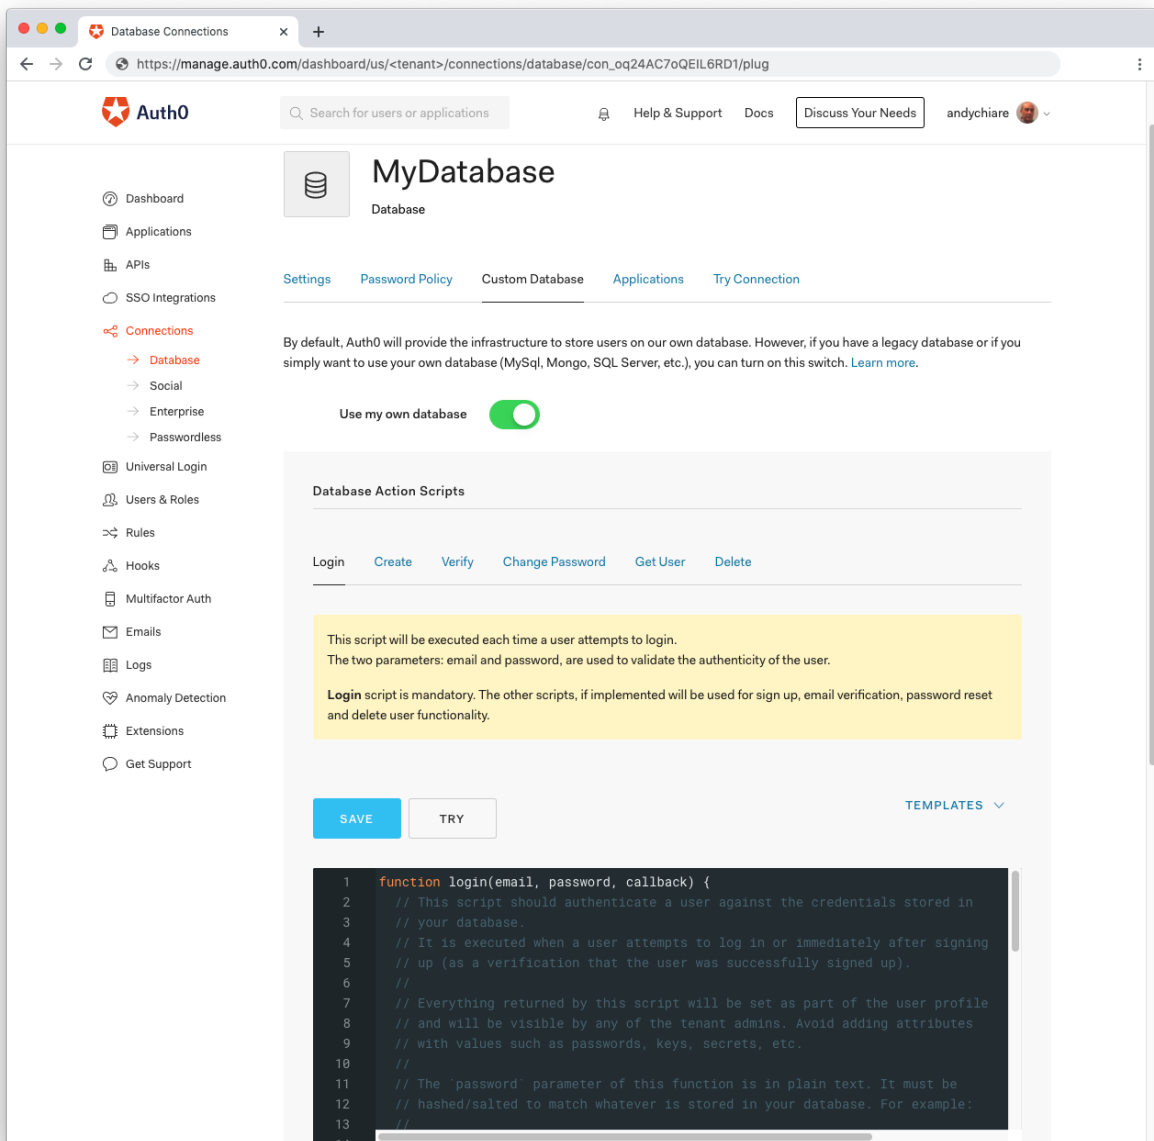 Database Connections
https://manage.auth0.com/dashboard/us/<tenant>/connections/database/con_oq24AC7oQEIL6RD1/plug
Auth0
Search for users or applications
Help & Support
Docs
Discuss Your Needs
andychiare
MyDatabase
Database
Dashboard
Applications
APIs
SSO Integrations
Connections
Database
Social
Enterprise
Passwordless
Universal Login
Users & Roles
Rules
Hooks
Multifactor Auth
Emails
Logs
Anomaly Detection
Extensions
Get Support
Settings
Password Policy
Custom Database
Applications
Try Connection
By default, Auth0 will provide the infrastructure to store users on our own database. However, if you have a legacy database or if you
simply want to use your own database (MySql, Mongo, SQL Server, etc.), you can turn on this switch. Learn more.
Use my own database
Database Action Scripts
Login
Create
Verify
Change Password
Get User
Delete
This script will be executed each time a user attempts to login.
The two parameters: email and password, are used to validate the authenticity of the user.
Login script is mandatory. The other scripts, if implemented will be used for sign up, email verification, password reset
and delete user functionality.
SAVE
TRY
TEMPLATES
1 function login(email, password, callback) {
2 // This script should authenticate a user against the credentials stored in
3 // your database.
4 // It is executed when a user attempts to log in or immediately after signing
5 // up (as a verification that the user was successfully signed up).
6 //
7 // Everything returned by this script will be set as part of the user profile
8 // and will be visible by any of the tenant admins. Avoid adding attributes
9 // with values such as passwords, keys, secrets, etc.
10 //
11 // The `password` parameter of this function is in plain text. It must be
12 // hashed/salted to match whatever is stored in your database. For example:
13 //